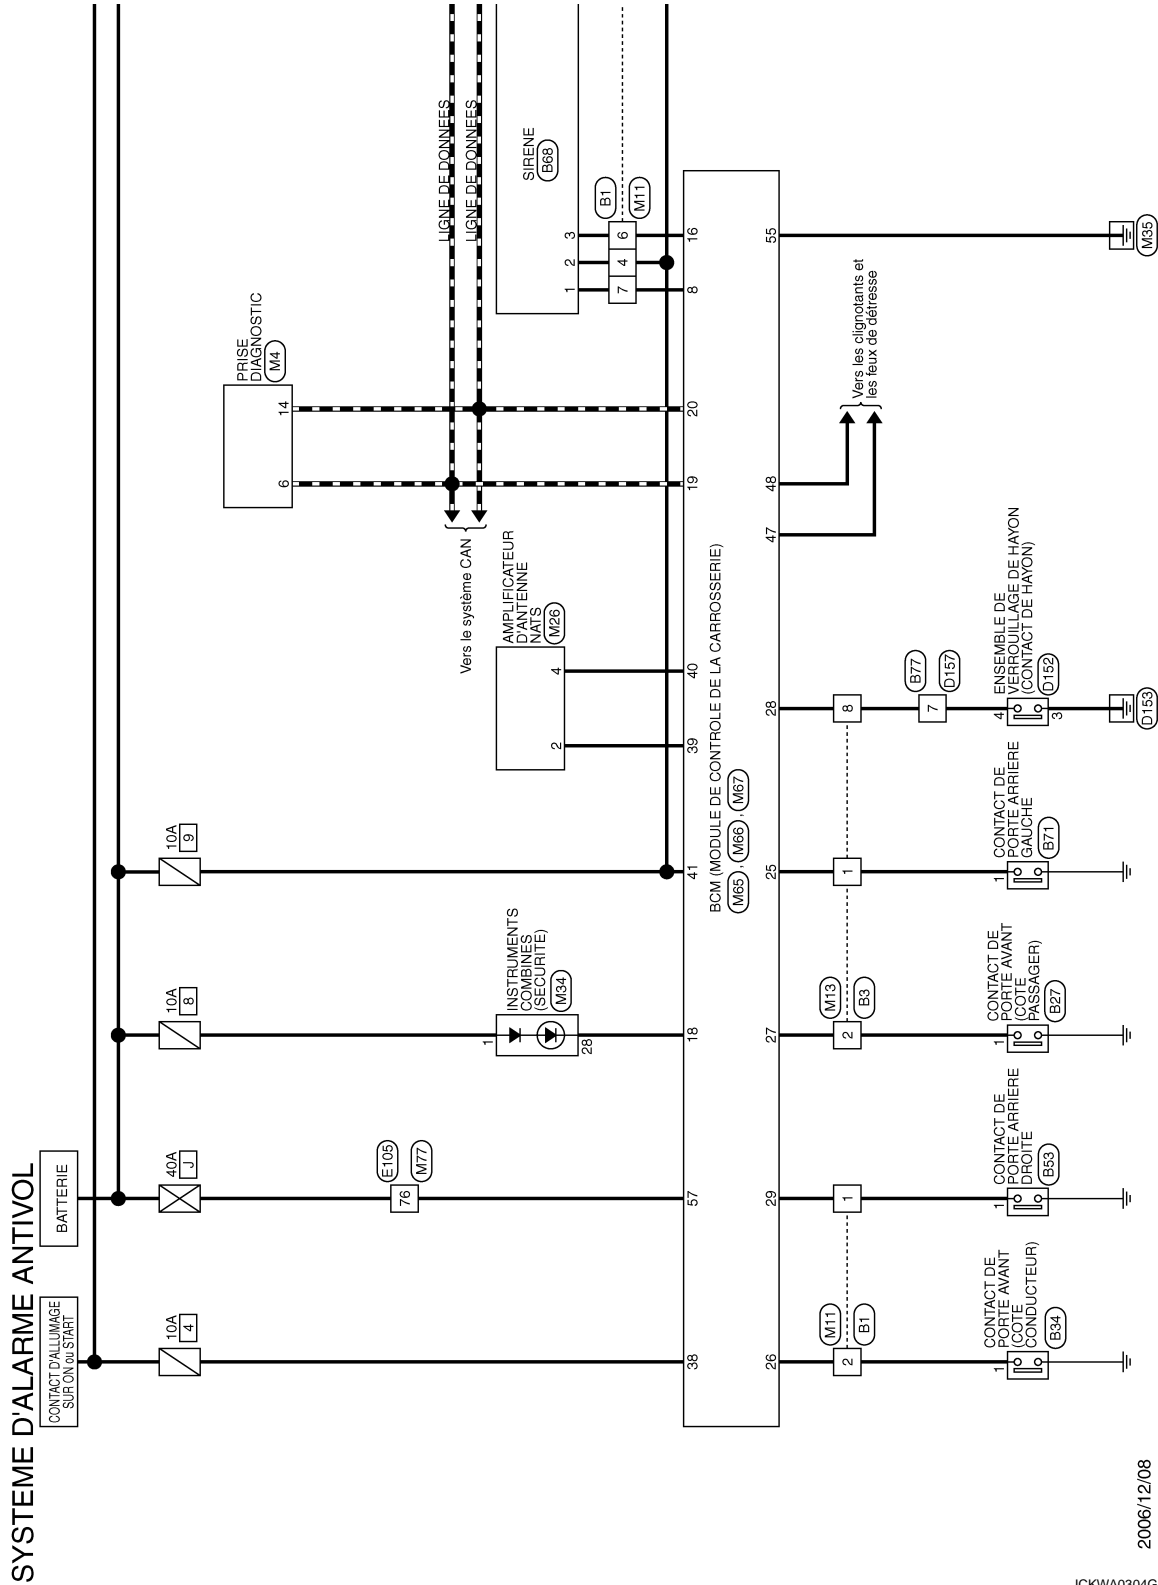 SYSTEME D'ALARME ANTIVOL
CONTACT D'ALLUMAGE
SUR ON ou START
BATTERIE
10A
4
40A
J
10A
8
10A
9
E105
M77
76
PRISE
DIAGNOSTIC
M4
6
14
LIGNE DE DONNEES
LIGNE DE DONNEES
Vers le système CAN
INSTRUMENTS
COMBINES
(SECURITE)
M34
1
28
AMPLIFICATEUR
D'ANTENNE
NATS
M26
2
4
SIRENE
B68
1
2
3
7
4
6
B1
M11
38
57
18
41
39
40
19
20
8
16
BCM (MODULE DE CONTROLE DE LA CARROSSERIE)
M65 , M66 , M67
26
29
27
25
28
47
48
55
M11
B1
2
1
M13
B3
2
1
8
B77
D157
7
Vers les clignotants et
les feux de détresse
CONTACT DE
PORTE AVANT
(COTE
CONDUCTEUR)
B34
1
CONTACT DE
PORTE ARRIERE
DROITE
B53
1
CONTACT DE
PORTE AVANT
(COTE
PASSAGER)
B27
1
CONTACT DE
PORTE ARRIERE
GAUCHE
B71
1
ENSEMBLE DE
VERROUILLAGE DE HAYON
(CONTACT DE HAYON)
D152
4
3
D153
M35
2006/12/08
JCKWA0304G